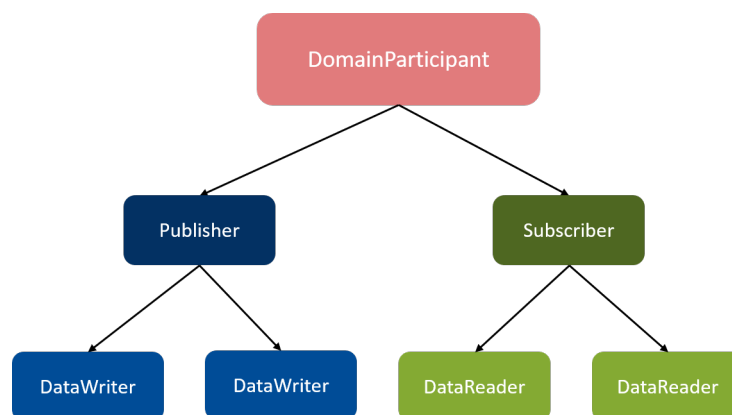 DomainParticipant
Publisher
Subscriber
DataWriter
DataWriter
DataReader
DataReader